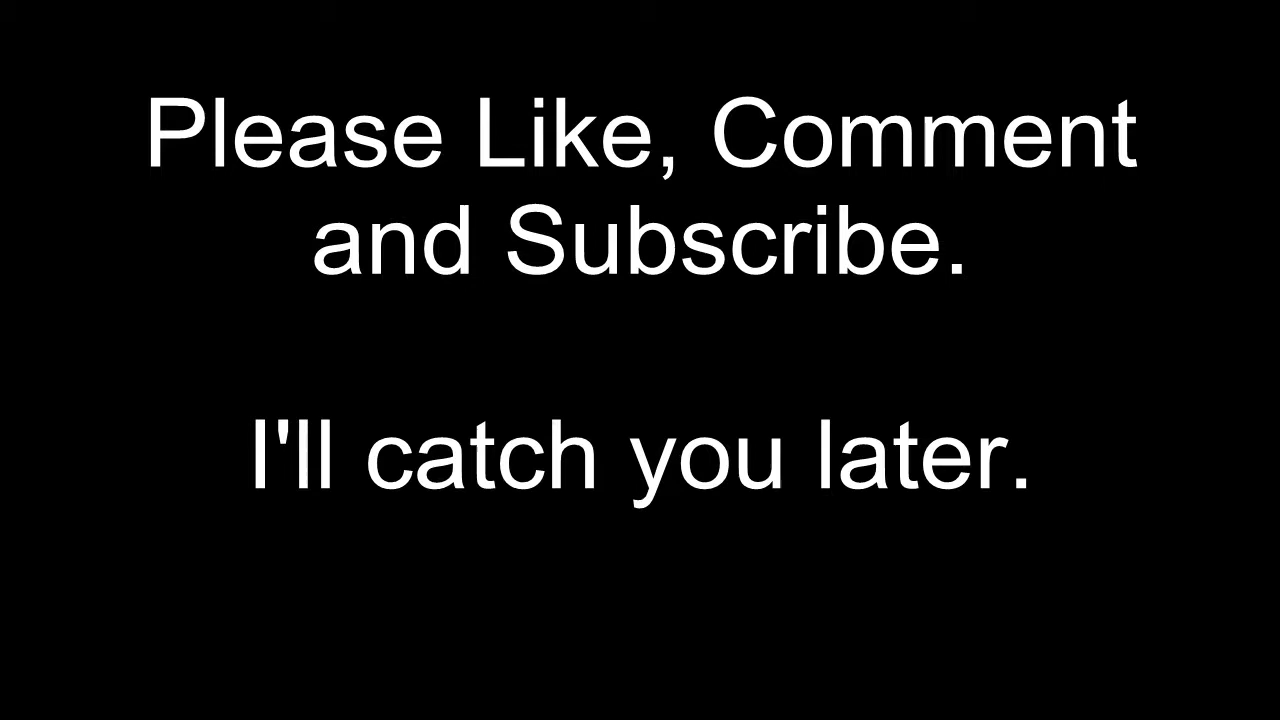 Please Like, Comment
and Subscribe.
I'll catch you later.